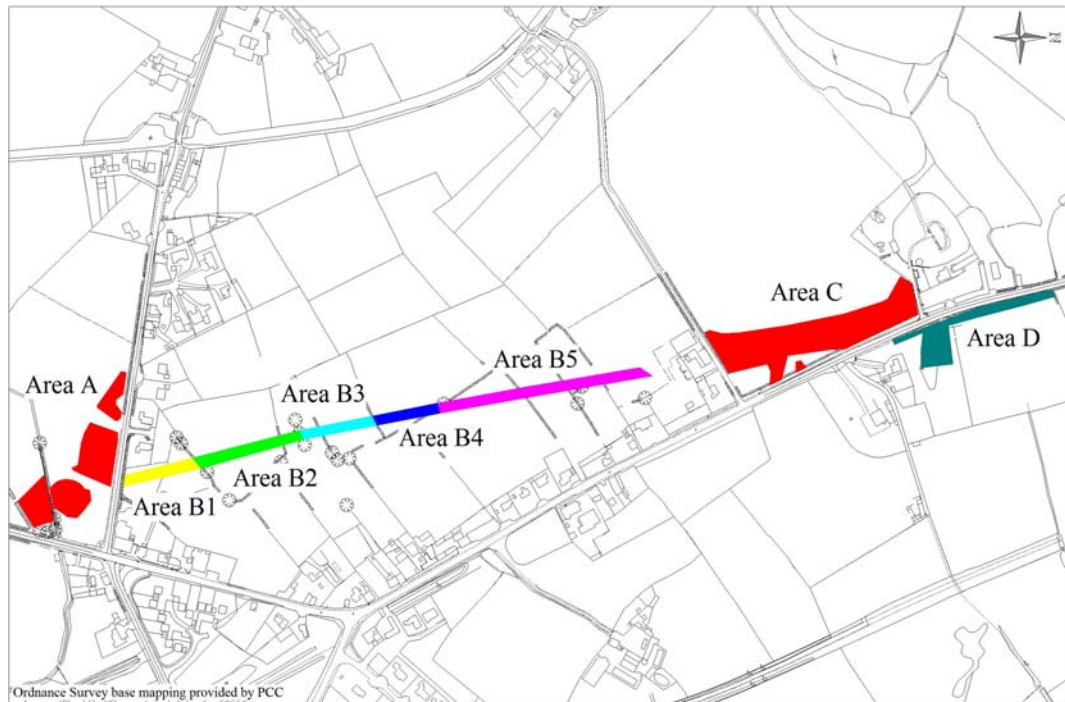 Area C
Area D
Area B5
Area A
Area B3
Area B4
Area B2
Area B1
Ordnance Survey base mapping provided by PCC